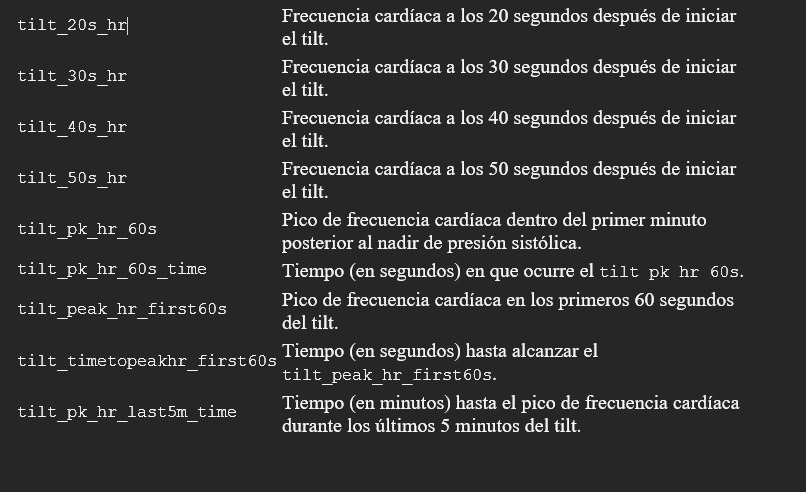 tilt_20s_hr Frecuencia cardíaca a los 20 segundos después de iniciar
el tilt.
tilt_30s_hr Frecuencia cardíaca a los 30 segundos después de iniciar
el tilt.
tilt_40s_hr Frecuencia cardíaca a los 40 segundos después de iniciar
el tilt.
tilt_50s_hr Frecuencia cardíaca a los 50 segundos después de iniciar
el tilt.
tilt_pk_hr_60s Pico de frecuencia cardíaca dentro del primer minuto
posterior al nadir de presión sistólica.
tilt_pk_hr_60s_time Tiempo (en segundos) en que ocurre el tilt pk hr 60s.
tilt_peak_hr_first60s Pico de frecuencia cardíaca en los primeros 60 segundos
del tilt.
tilt_timetopeakhr_first60s Tiempo (en segundos) hasta alcanzar el
tilt_peak_hr_first60s.
tilt_pk_hr_last5m_time Tiempo (en minutos) hasta el pico de frecuencia cardíaca
durante los últimos 5 minutos del tilt.